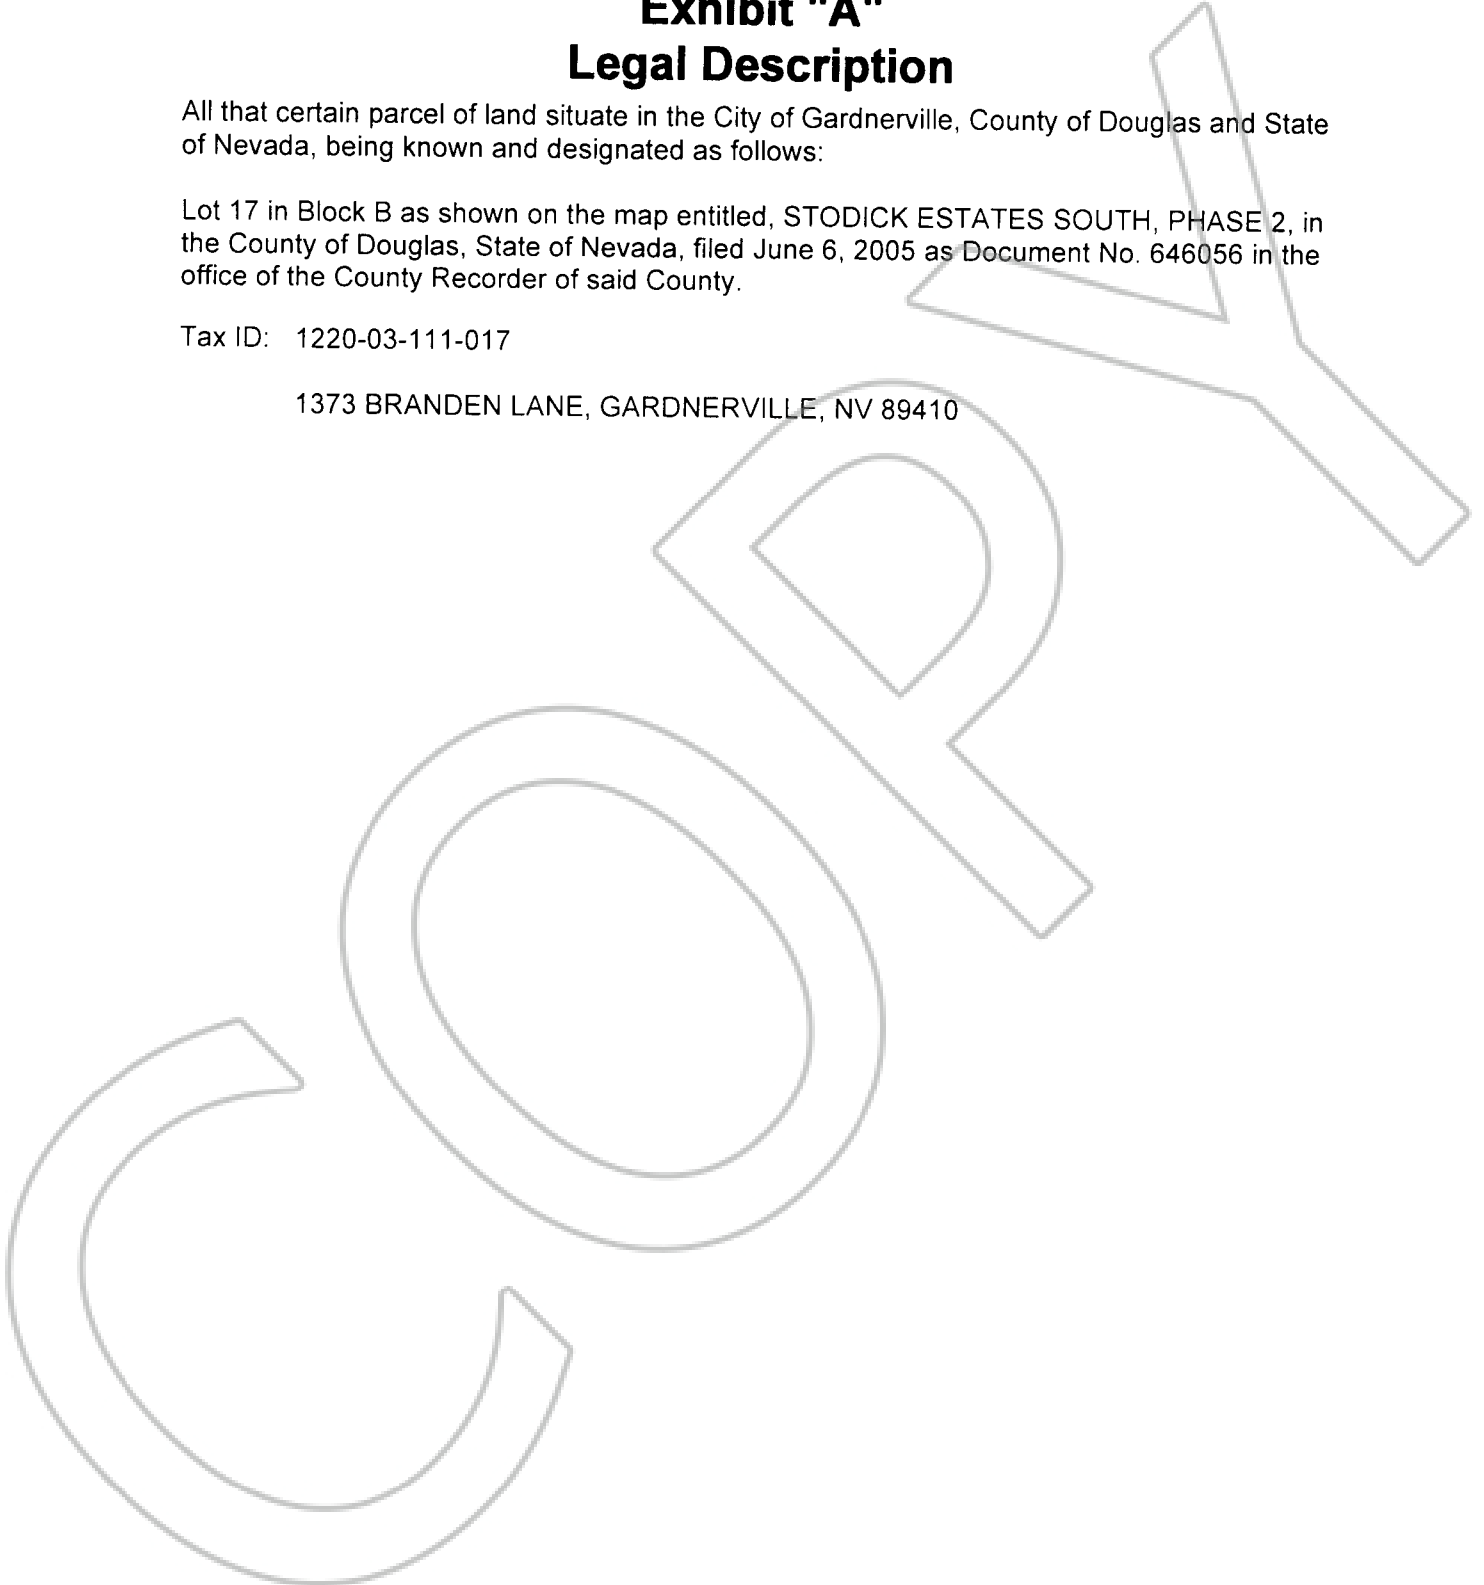 Exhibit "A"
Legal Description
All that certain parcel of land situate in the City of Gardnerville, County of Douglas and State
of Nevada, being known and designated as follows:
Lot 17 in Block B as shown on the map entitled, STODICK ESTATES SOUTH, PHASE 2, in
the County of Douglas, State of Nevada, filed June 6, 2005 as Document No. 646056 in the
office of the County Recorder of said County.
Tax ID: 1220-03-111-017
1373 BRANDEN LANE, GARDNERVILLE, NV 89410
COPY